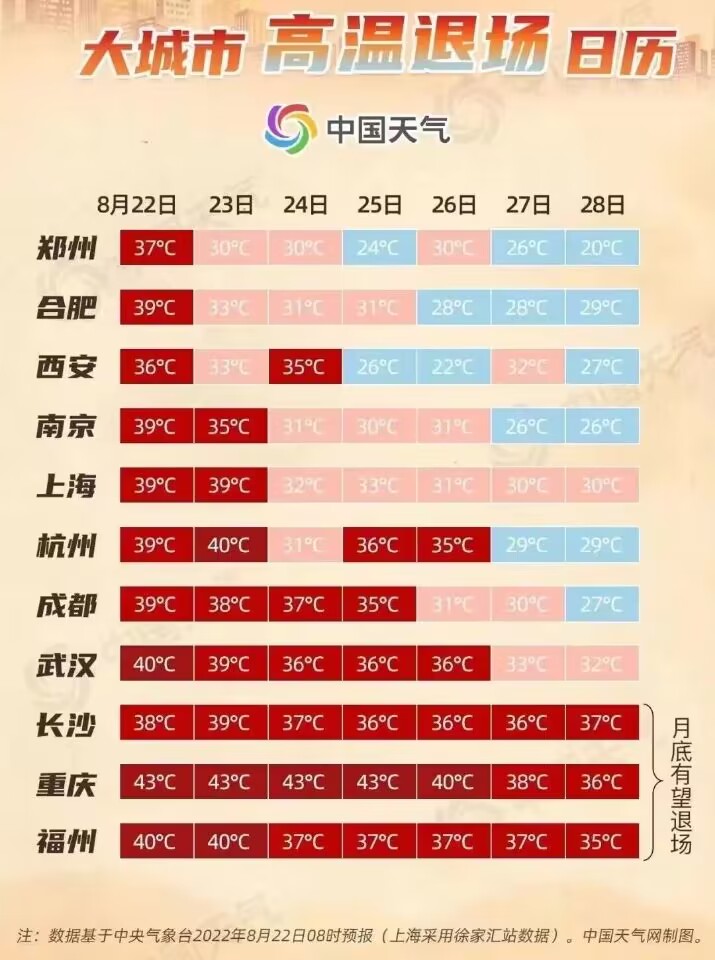 大城市 高温退场 日历
中国天气
8月22日 23日 24日 25日 26日 27日 28日
郑州 37°C 30°C 30°C 24°C 30°C 26°C 20°C
合肥 39°C 33°C 31°C 31°C 28°C 28°C 29°C
西安 36°C 33°C 35°C 26°C 22°C 32°C 27°C
南京 39°C 35°C 31°C 30°C 31°C 26°C 26°C
上海 39°C 39°C 32°C 33°C 31°C 30°C 30°C
杭州 39°C 40°C 31°C 36°C 35°C 29°C 29°C
成都 39°C 38°C 37°C 35°C 31°C 30°C 27°C
武汉 40°C 39°C 36°C 36°C 36°C 33°C 32°C
长沙 38°C 39°C 37°C 36°C 36°C 36°C 37°C
重庆 43°C 43°C 43°C 43°C 40°C 38°C 36°C
福州 40°C 40°C 37°C 37°C 37°C 37°C 35°C
月底有望退场
注：数据基于中央气象台2022年8月22日08时预报（上海采用徐家汇站数据）。中国天气网制图。